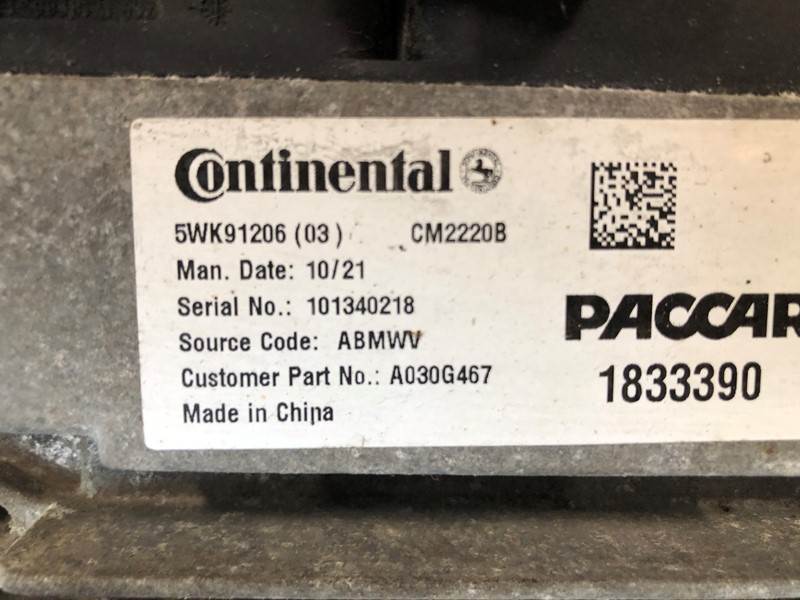 Continental
5WK91206 (03) CM2220B
Man. Date: 10/21
Serial No.: 101340218
Source Code: ABMWV
Customer Part No.: A030G467
Made in China
PACCAR
1833390